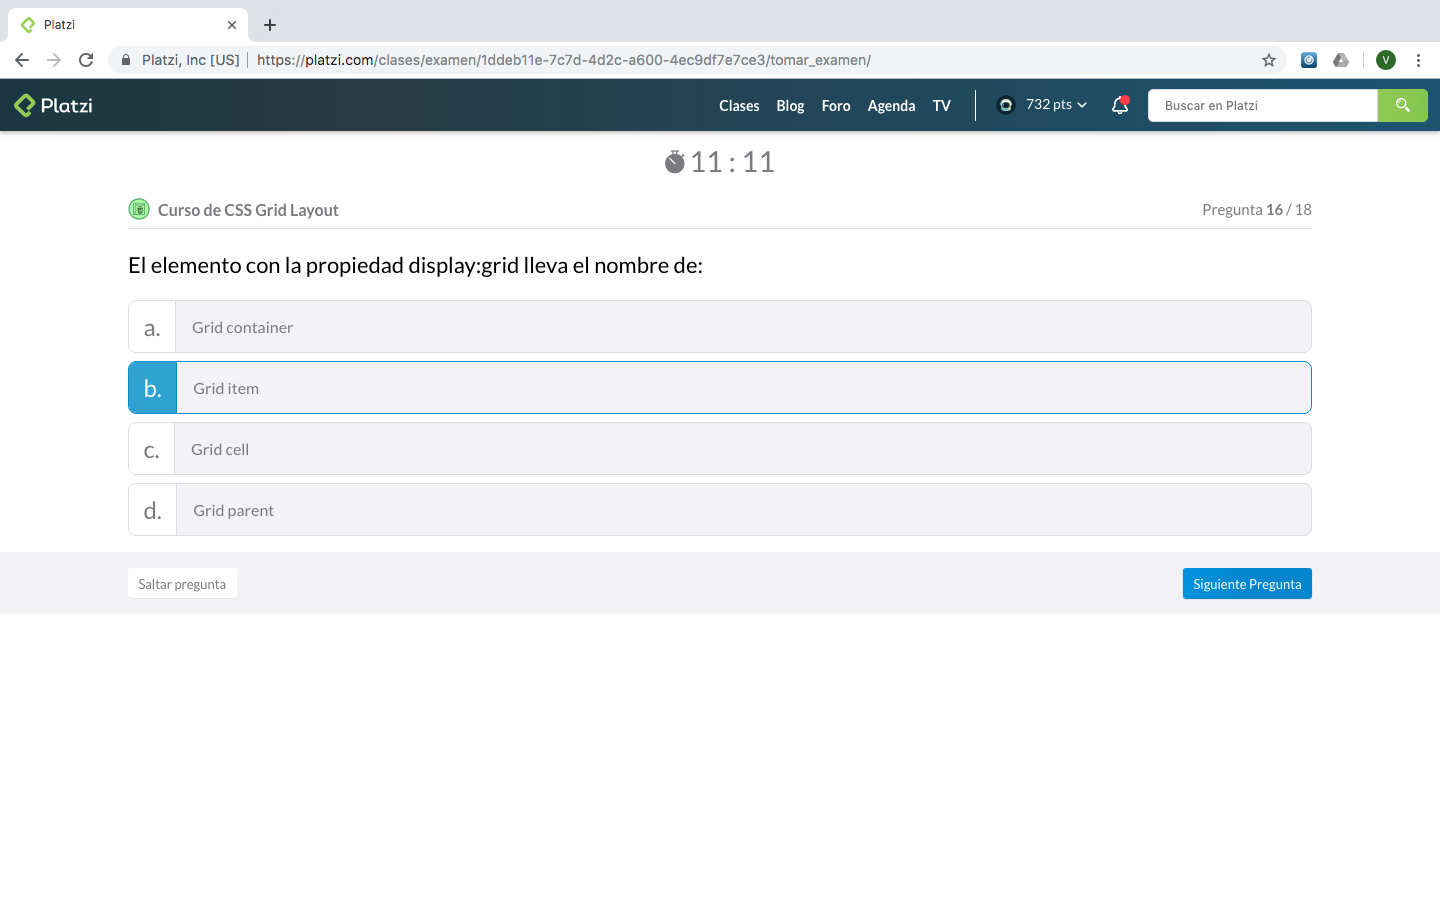 Platzi
Platzi, Inc [US] https://platzi.com/clases/examen/1ddeb11e-7c7d-4d2c-a600-4ec9df7e7ce3/tomar_examen/
V
Platzi Clases Blog Foro Agenda TV 732 pts Buscar en Platzi
11 : 11
Curso de CSS Grid Layout Pregunta 16 / 18
El elemento con la propiedad display:grid lleva el nombre de:
a. Grid container
b. Grid item
c. Grid cell
d. Grid parent
Saltar pregunta Siguiente Pregunta